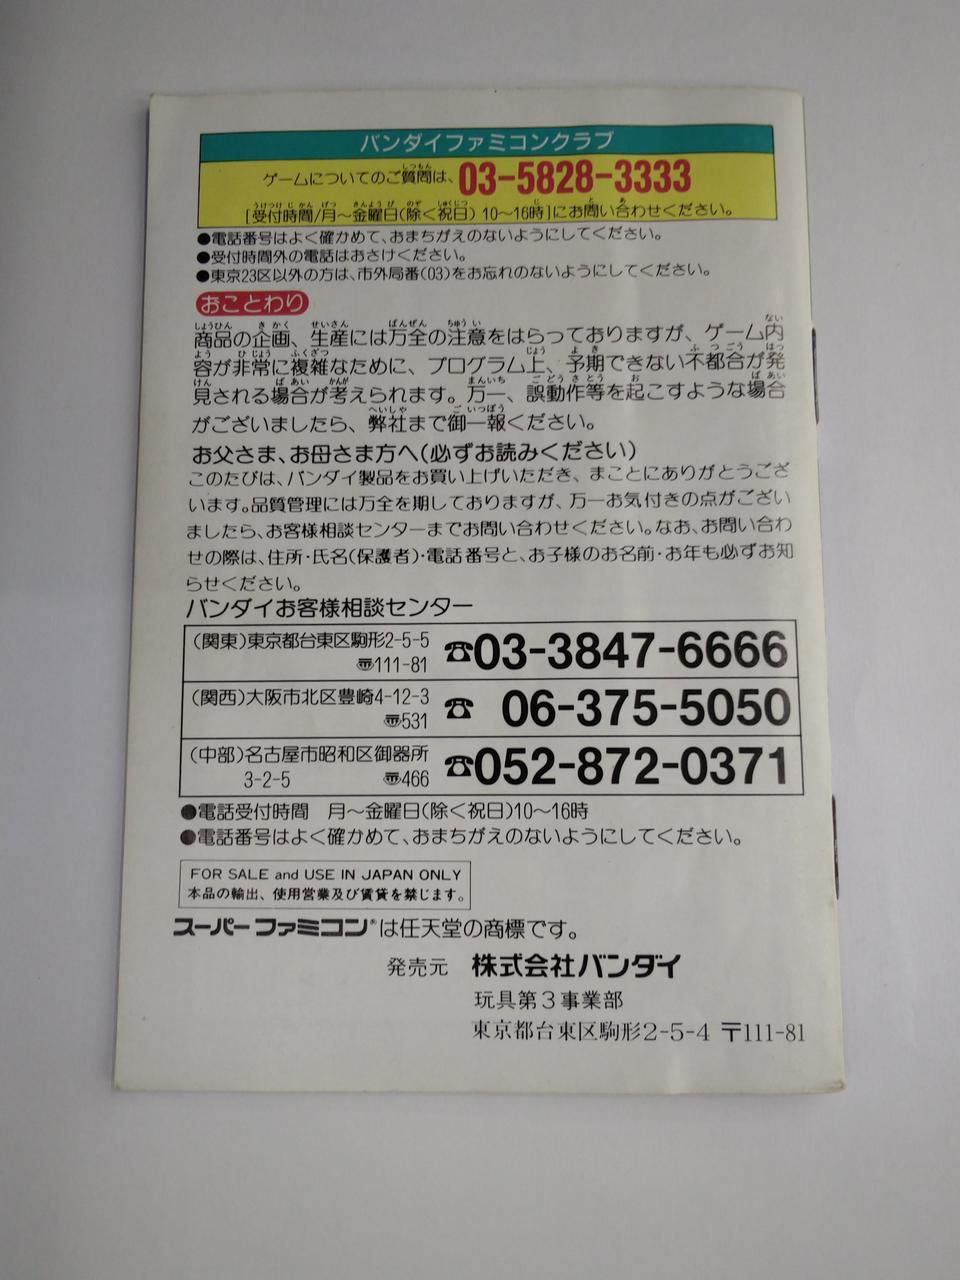 バンダイファミコンクラブ
ゲームについてのご質問は、03-5828-3333
[受付時間/月〜金曜日(除く祝日) 10〜16時]にお問い合わせください。
●電話番号はよく確かめて、おまちがえのないようにしてください。
●受付時間外の電話はおさけください。
●東京23区以外の方は、市外局番(03)をお忘れのないようにしてください。
おことわり
商品の企画、生産には万全の注意をはらっておりますが、ゲーム内
容が非常に複雑なために、プログラム上、予期できない不都合が発
見される場合が考えられます。万一、誤動作等を起こすような場合
がございましたら、弊社まで御一報ください。
お父さま、お母さま方へ(必ずお読みください)
このたびは、バンダイ製品をお買い上げいただき、まことにありがとうござ
います。品質管理には万全を期しておりますが、万一お気付きの点がござい
ましたら、お客様相談センターまでお問い合わせください。なお、お問い合わ
せの際は、住所・氏名(保護者)・電話番号と、お子様のお名前・お年も必ずお知
らせください。
バンダイお客様相談センター
(関東)東京都台東区駒形2-5-5 〠111-81 ☎03-3847-6666
(関西)大阪市北区豊崎4-12-3 〠531 ☎06-375-5050
(中部)名古屋市昭和区御器所3-2-5 〠466 ☎052-872-0371
●電話受付時間 月〜金曜日(除く祝日)10〜16時
●電話番号はよく確かめて、おまちがえのないようにしてください。
FOR SALE and USE IN JAPAN ONLY
本品の輸出、使用営業及び賃貸を禁じます。
スーパーファミコン®は任天堂の商標です。
発売元 株式会社バンダイ
玩具第3事業部
東京都台東区駒形2-5-4 〒111-81